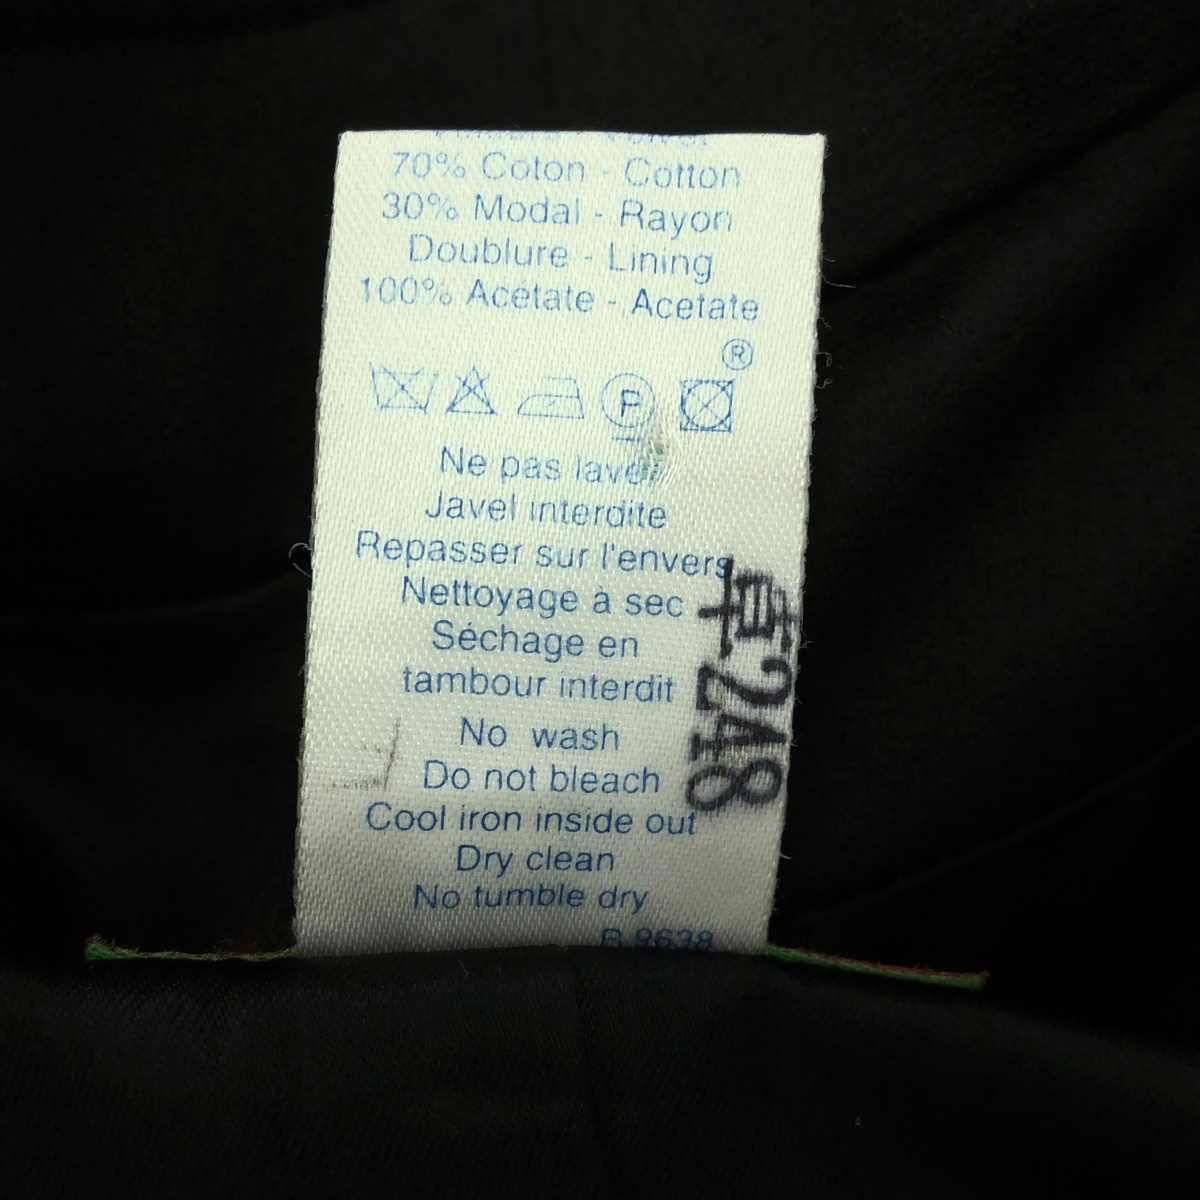 70% Coton - Cotton
30% Modal - Rayon
Doublure - Lining
100% Acétate - Acetate
®
P
Ne pas laver
Javel interdite
Repasser sur l'envers
Nettoyage à sec
Séchage en
tambour interdit
No wash
Do not bleach
Cool iron inside out
Dry clean
No tumble dry
B 9638
248